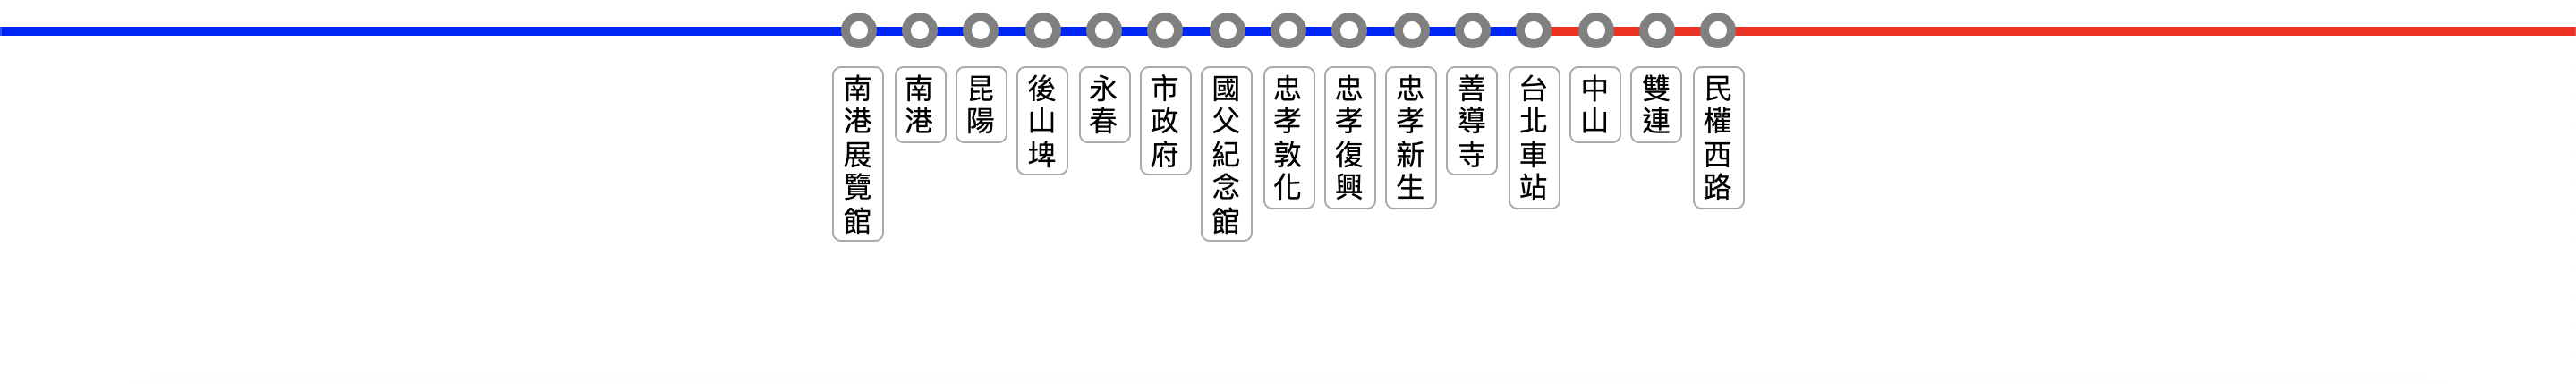 南港展覽館
南港
昆陽
後山埤
永春
市政府
國父紀念館
忠孝敦化
忠孝復興
忠孝新生
善導寺
台北車站
中山
雙連
民權西路